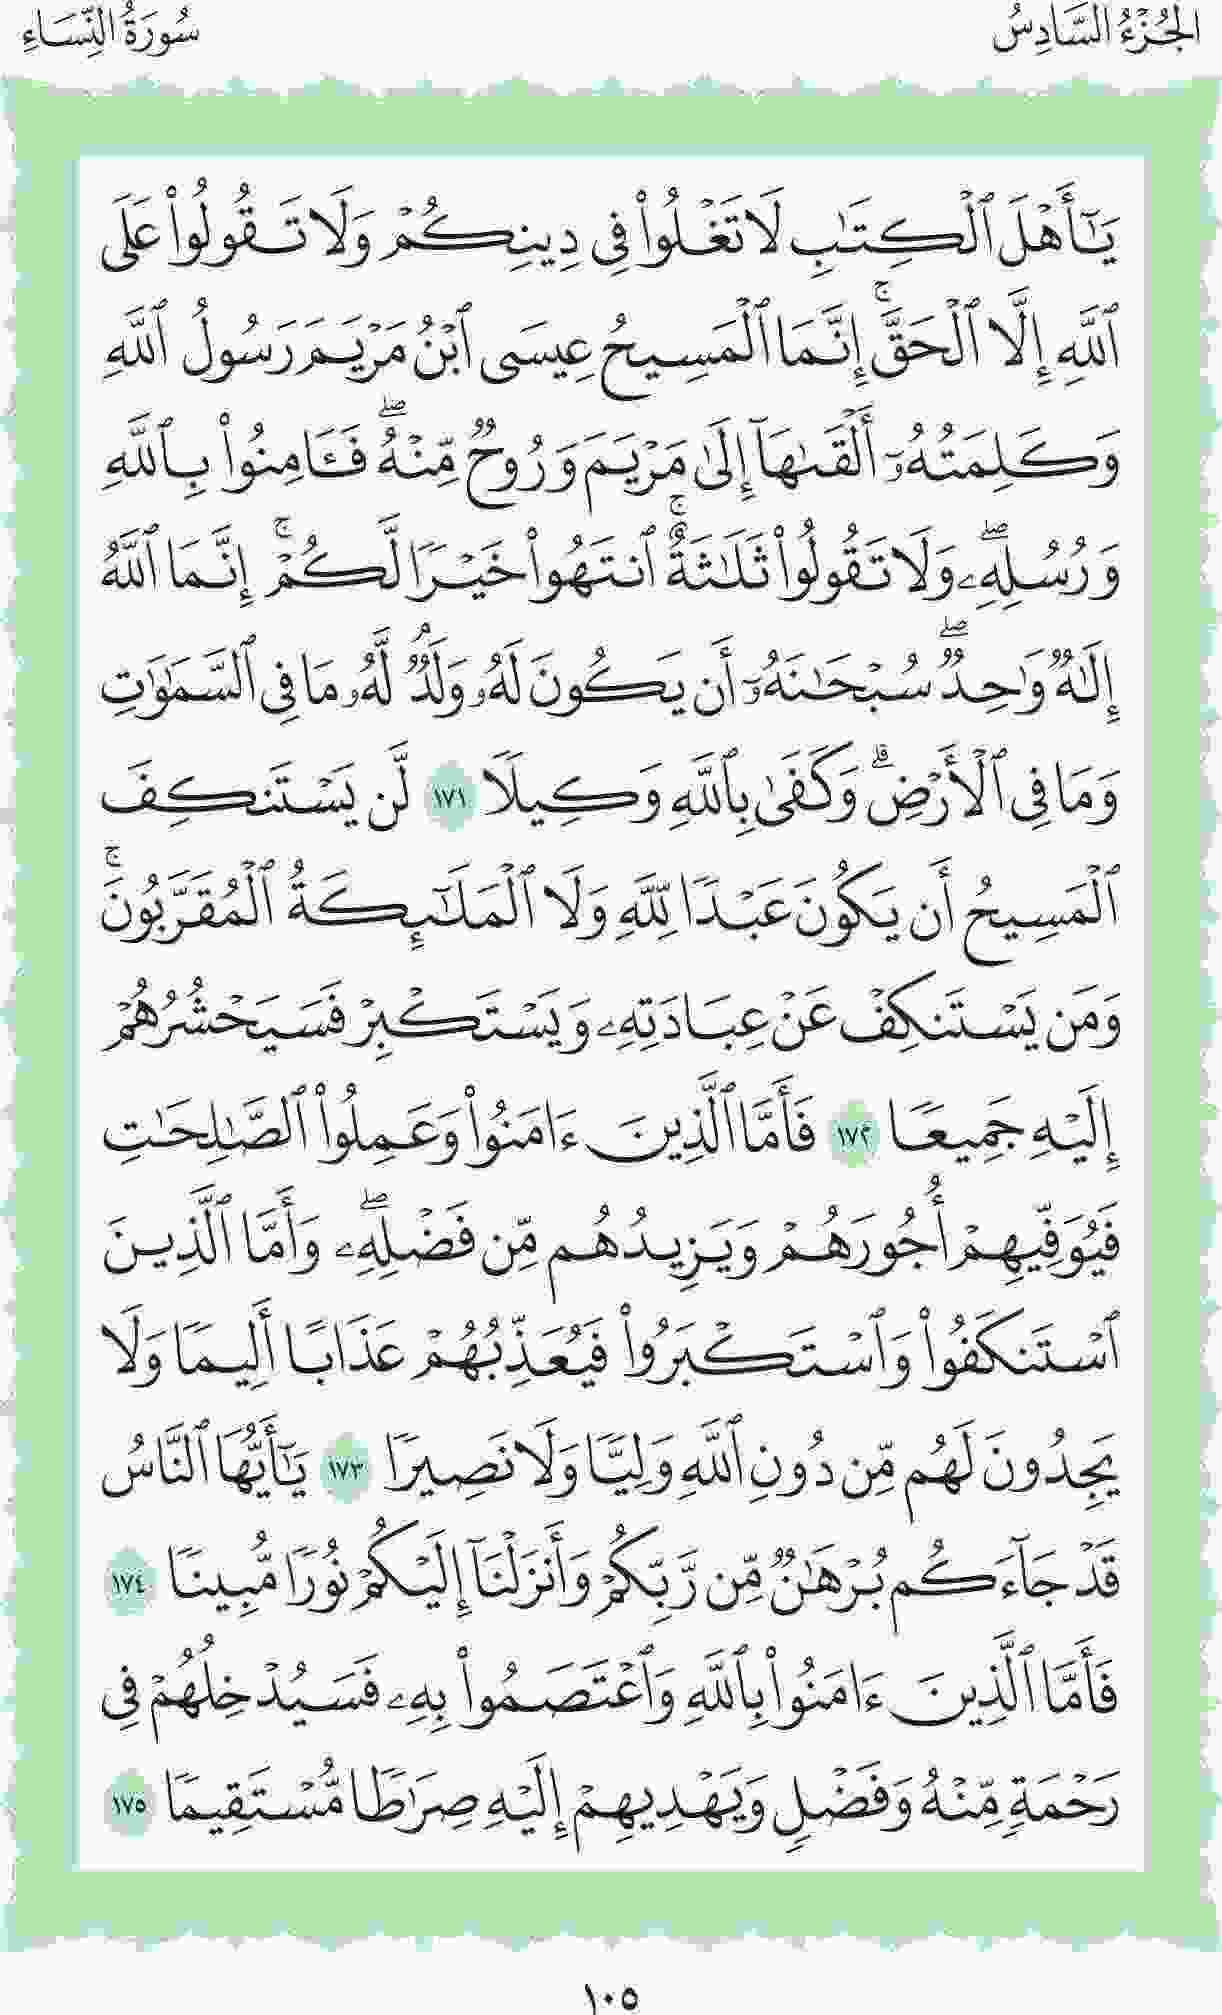 الجُزْءُ السَّادِسُ
سُورَةُ النِّسَاءِ
يَٰٓأَهْلَ ٱلْكِتَٰبِ لَا تَغْلُوا۟ فِى دِينِكُمْ وَلَا تَقُولُوا۟ عَلَى
ٱللَّهِ إِلَّا ٱلْحَقَّۚ إِنَّمَا ٱلْمَسِيحُ عِيسَى ٱبْنُ مَرْيَمَ رَسُولُ ٱللَّهِ
وَكَلِمَتُهُۥٓ أَلْقَىٰهَآ إِلَىٰ مَرْيَمَ وَرُوحٌ مِّنْهُۖ فَـَٔامِنُوا۟ بِٱللَّهِ
وَرُسُلِهِۦۖ وَلَا تَقُولُوا۟ ثَلَٰثَةٌۚ ٱنتَهُوا۟ خَيْرًا لَّكُمْۚ إِنَّمَا ٱللَّهُ
إِلَٰهٌ وَٰحِدٌۖ سُبْحَٰنَهُۥٓ أَن يَكُونَ لَهُۥ وَلَدٌۘ لَّهُۥ مَا فِى ٱلسَّمَٰوَٰتِ
وَمَا فِى ٱلْأَرْضِۗ وَكَفَىٰ بِٱللَّهِ وَكِيلًا ١٧١ لَّن يَسْتَنكِفَ
ٱلْمَسِيحُ أَن يَكُونَ عَبْدًا لِّلَّهِ وَلَا ٱلْمَلَٰٓئِكَةُ ٱلْمُقَرَّبُونَۚ
وَمَن يَسْتَنكِفْ عَنْ عِبَادَتِهِۦ وَيَسْتَكْبِرْ فَسَيَحْشُرُهُمْ
إِلَيْهِ جَمِيعًا ١٧٢ فَأَمَّا ٱلَّذِينَ ءَامَنُوا۟ وَعَمِلُوا۟ ٱلصَّٰلِحَٰتِ
فَيُوَفِّيهِمْ أُجُورَهُمْ وَيَزِيدُهُم مِّن فَضْلِهِۦۖ وَأَمَّا ٱلَّذِينَ
ٱسْتَنكَفُوا۟ وَٱسْتَكْبَرُوا۟ فَيُعَذِّبُهُمْ عَذَابًا أَلِيمًا وَلَا
يَجِدُونَ لَهُم مِّن دُونِ ٱللَّهِ وَلِيًّا وَلَا نَصِيرًا ١٧٣ يَٰٓأَيُّهَا ٱلنَّاسُ
قَدْ جَآءَكُم بُرْهَٰنٌ مِّن رَّبِّكُمْ وَأَنزَلْنَآ إِلَيْكُمْ نُورًا مُّبِينًا ١٧٤
فَأَمَّا ٱلَّذِينَ ءَامَنُوا۟ بِٱللَّهِ وَٱعْتَصَمُوا۟ بِهِۦ فَسَيُدْخِلُهُمْ فِى
رَحْمَةٍ مِّنْهُ وَفَضْلٍ وَيَهْدِيهِمْ إِلَيْهِ صِرَٰطًا مُّسْتَقِيمًا ١٧٥
١٠٥